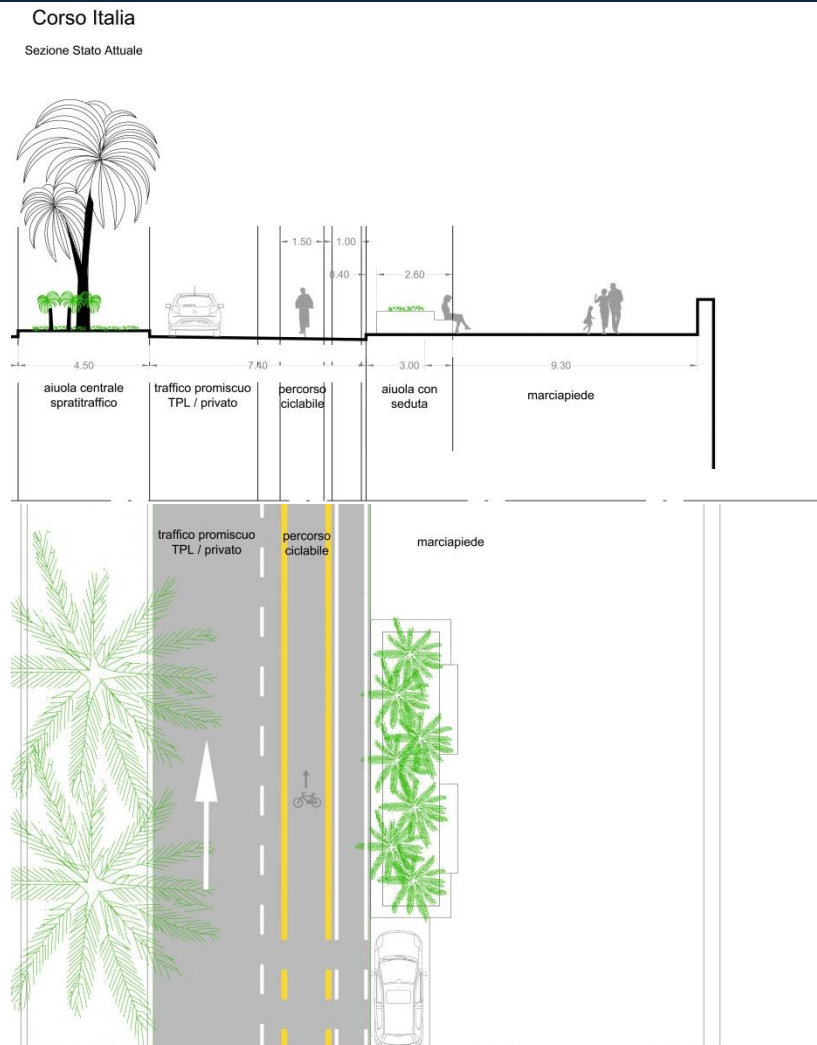 Corso Italia
Sezione Stato Attuale
1.50
1.00
0.40
2.60
4.50
7.40
3.00
9.30
aiuola centrale
spratitraffico
traffico promiscuo
TPL / privato
percorso
ciclabile
aiuola con
seduta
marciapiede
traffico promiscuo
TPL / privato
percorso
ciclabile
marciapiede